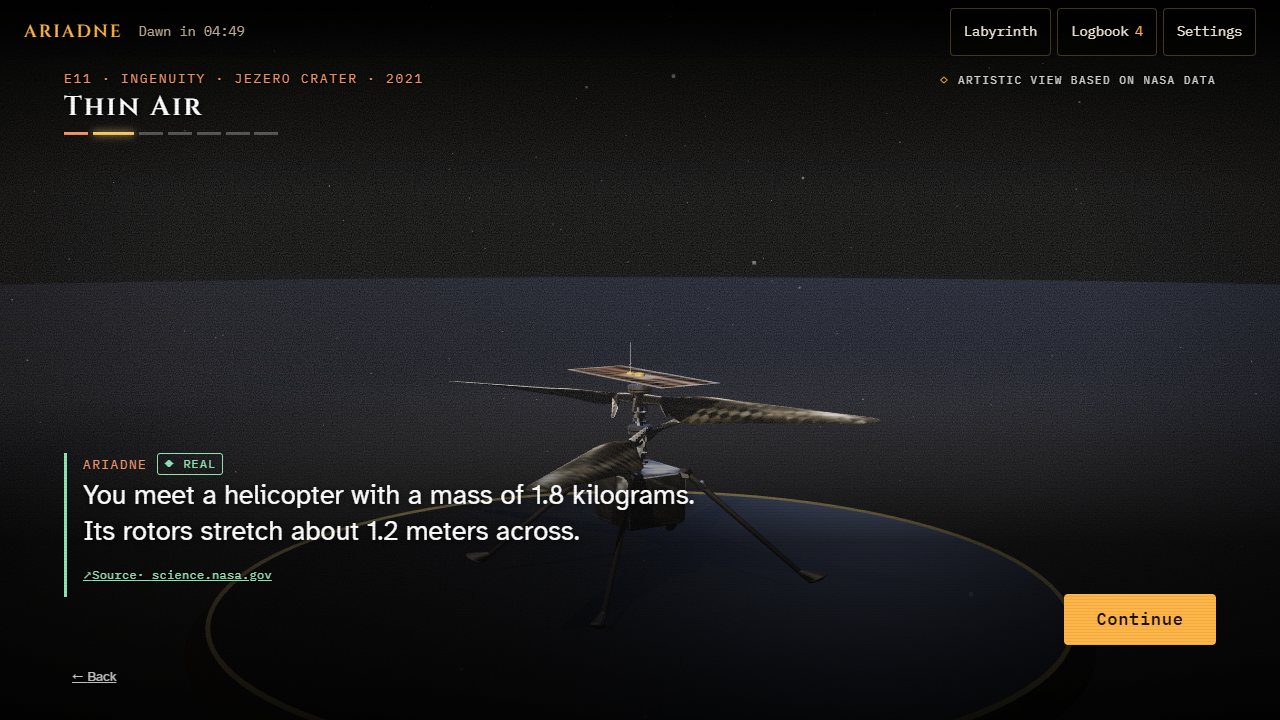 ARIADNE Dawn in 04:49 Labyrinth Logbook 4 Settings
E11 · INGENUITY · JEZERO CRATER · 2021
◇ ARTISTIC VIEW BASED ON NASA DATA
Thin Air
ARIADNE ◆ REAL
You meet a helicopter with a mass of 1.8 kilograms.
Its rotors stretch about 1.2 meters across.
↗Source· science.nasa.gov
Continue
← Back